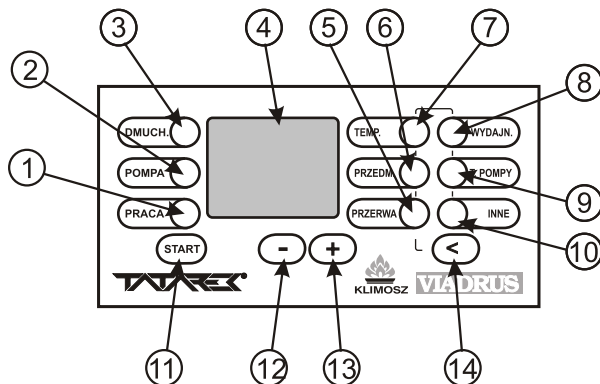 3 4 5 6 7
2 8
DMUCH. TEMP. WYDAJN.
POMPA PRZEDM POMPY
1 9
PRACA PRZERWA INNE
10
START - + <
TATAREK® KLIMOSZ VIADRUS
11 12 13 14